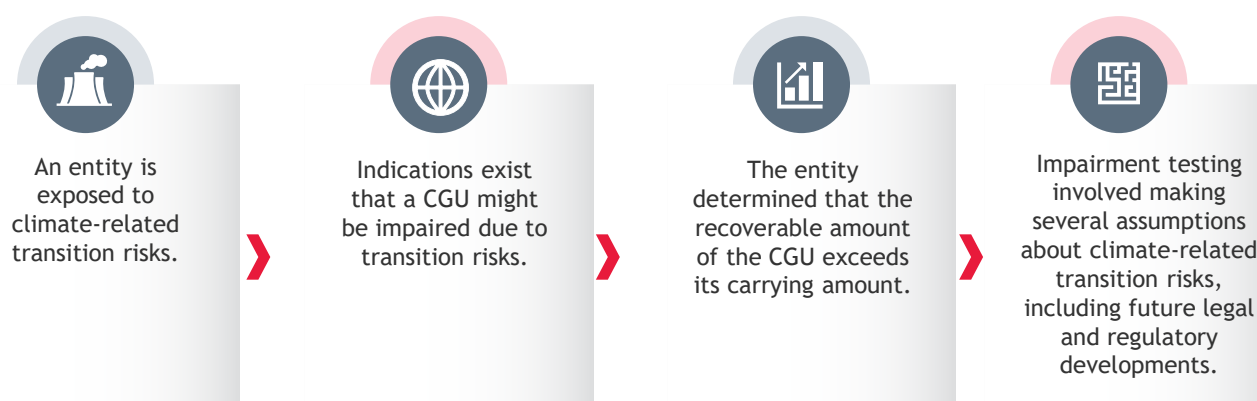 An entity is
exposed to
climate-related
transition risks.
Indications exist
that a CGU might
be impaired due to
transition risks.
The entity
determined that the
recoverable amount
of the CGU exceeds
its carrying amount.
Impairment testing
involved making
several assumptions
about climate-related
transition risks,
including future legal
and regulatory
developments.